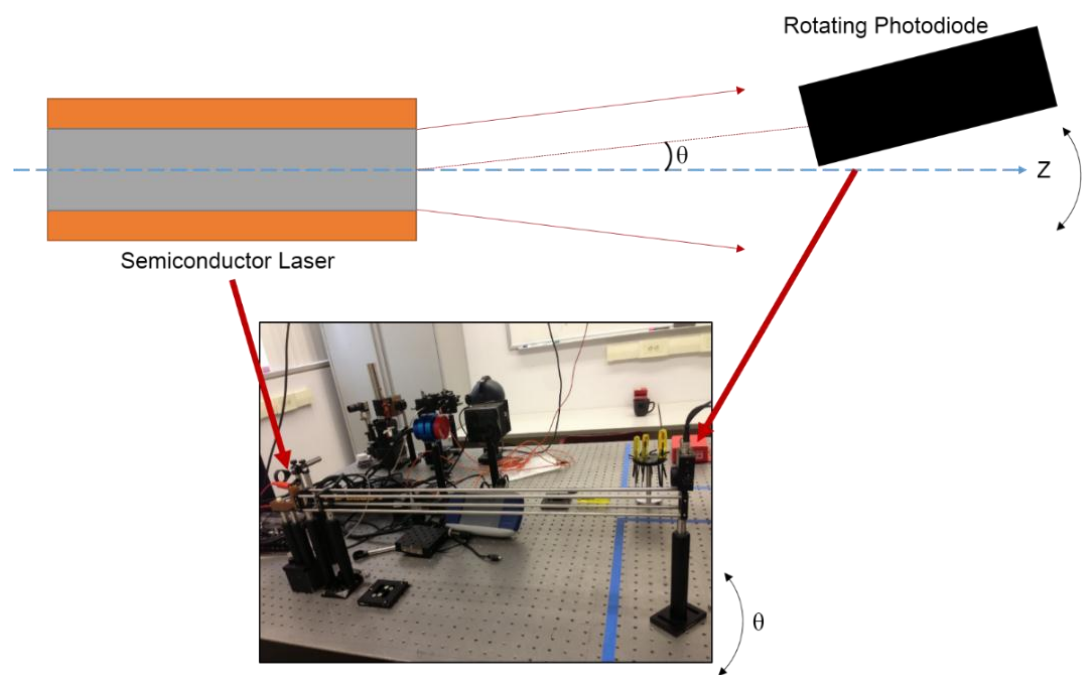 Rotating Photodiode
θ
Z
Semiconductor Laser
θ